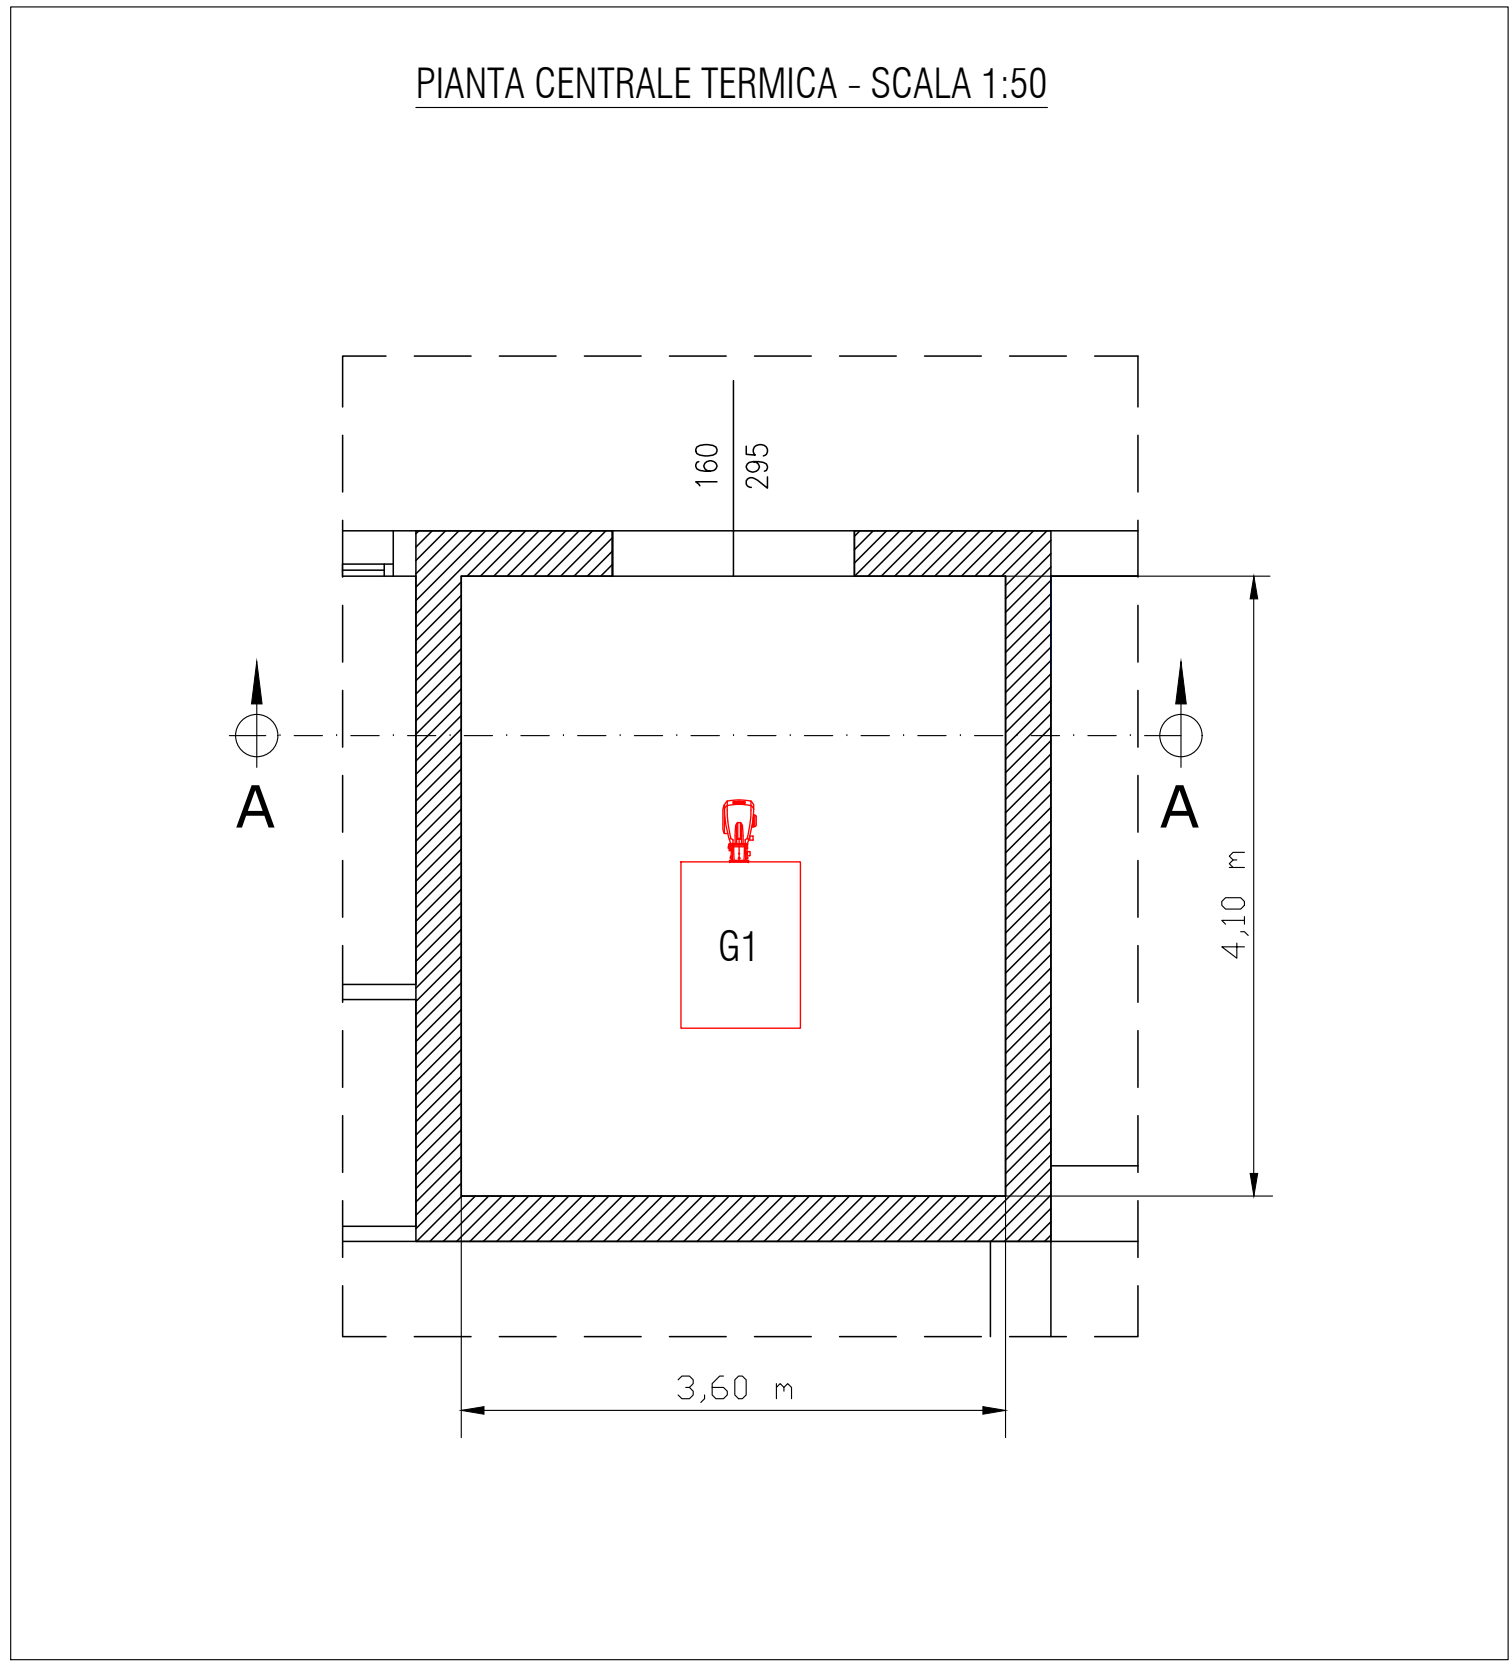 PIANTA CENTRALE TERMICA - SCALA 1:50
160
295
A
A
4,10 m
G1
3,60 m